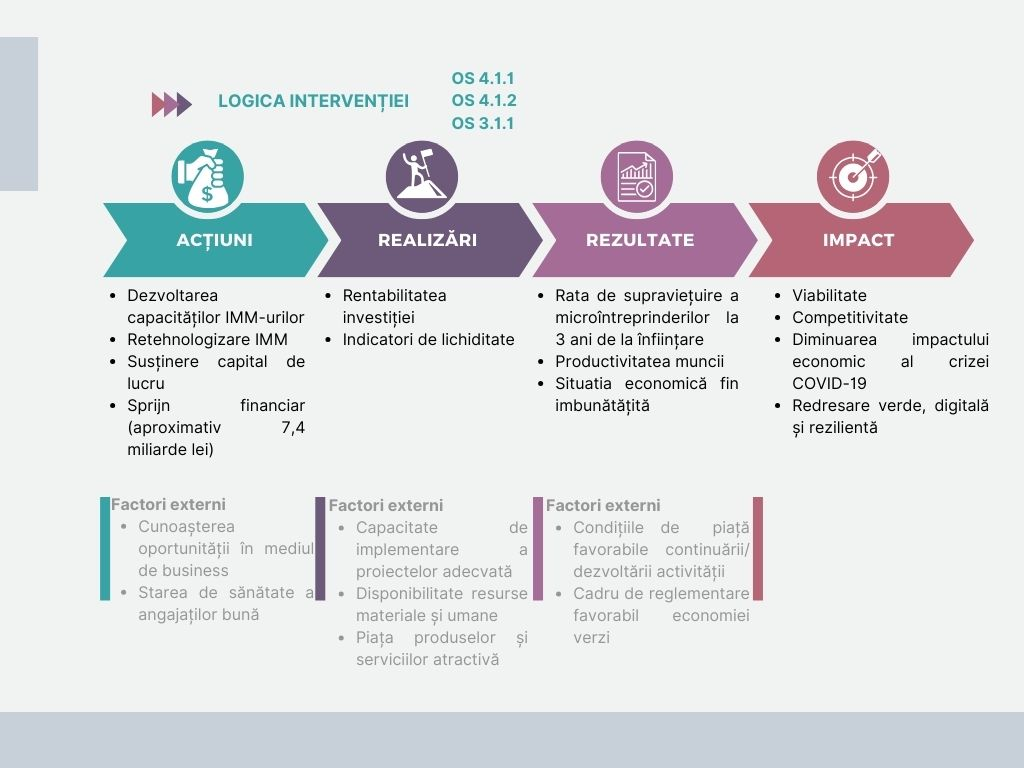 LOGICA INTERVENȚIEI
OS 4.1.1
OS 4.1.2
OS 3.1.1
$
ACȚIUNI
REALIZĂRI
REZULTATE
IMPACT
• Dezvoltarea
capacităților IMM-urilor
• Retehnologizare IMM
• Susținere capital de
lucru
• Sprijn financiar
(aproximativ 7,4
miliarde lei)
• Rentabilitatea
investiției
• Indicatori de lichiditate
• Rata de supraviețuire a
microîntreprinderilor la
3 ani de la înființare
• Productivitatea muncii
• Situatia economică fin
imbunătățită
• Viabilitate
• Competitivitate
• Diminuarea impactului
economic al crizei
COVID-19
• Redresare verde, digitală
și rezilientă
Factori externi
• Cunoașterea
oportunității în mediul
de business
• Starea de sănătate a
angajaților bună
Factori externi
• Capacitate de
implementare a
proiectelor adecvată
• Disponibilitate resurse
materiale și umane
• Piața produselor și
serviciilor atractivă
Factori externi
• Condițiile de piață
favorabile continuării/
dezvoltării activității
• Cadru de reglementare
favorabil economiei
verzi